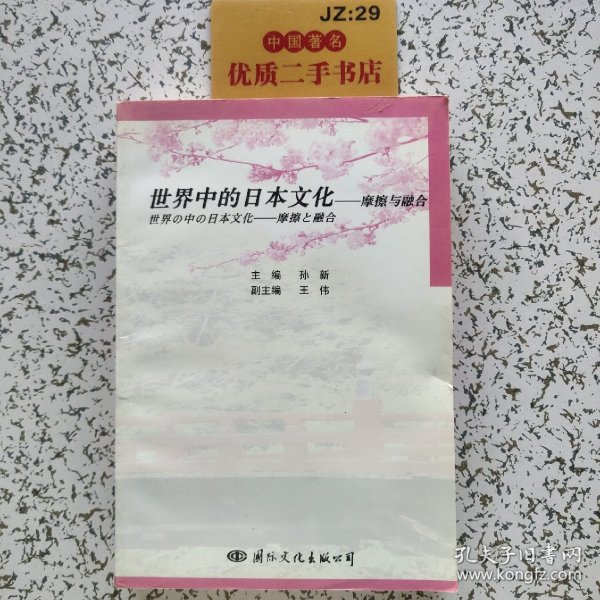 JZ:29
中国著名
优质二手书店
世界中的日本文化——摩擦与融合
世界の中の日本文化——摩擦と融合
主编 孙新
副主编 王伟
国际文化出版公司
孔夫子旧书网
www.kongfz.com